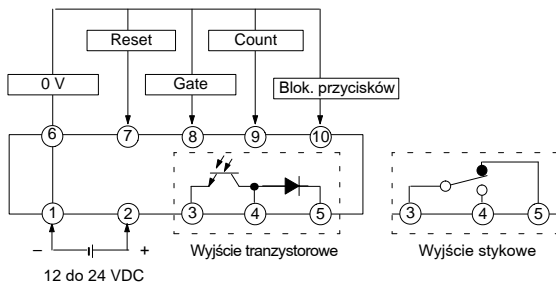 Reset
Count
0 V
Gate
Blok. przycisków
6
7
8
9
10
1
2
3
4
5
3
4
5
– +
Wyjście tranzystorowe
Wyjście stykowe
12 do 24 VDC